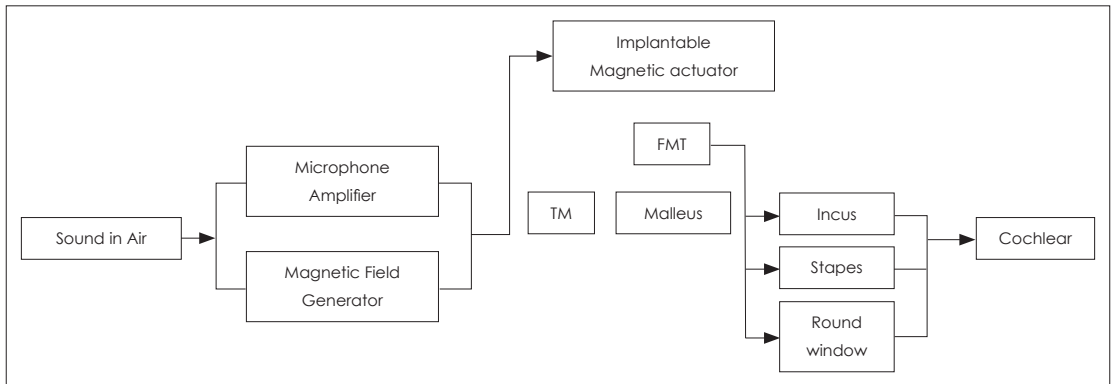 Sound in Air
Microphone
Amplifier
Magnetic Field
Generator
Implantable
Magnetic actuator
FMT
TM
Malleus
Incus
Stapes
Round
window
Cochlear